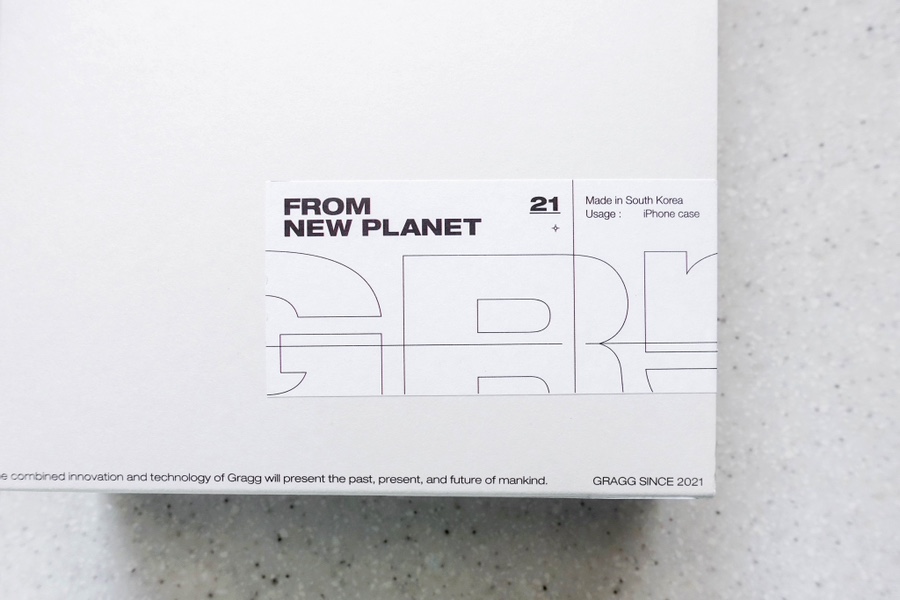 FROM
NEW PLANET
21
Made in South Korea
Usage : iPhone case
combined innovation and technology of Gragg will present the past, present, and future of mankind.
GRAGG SINCE 2021